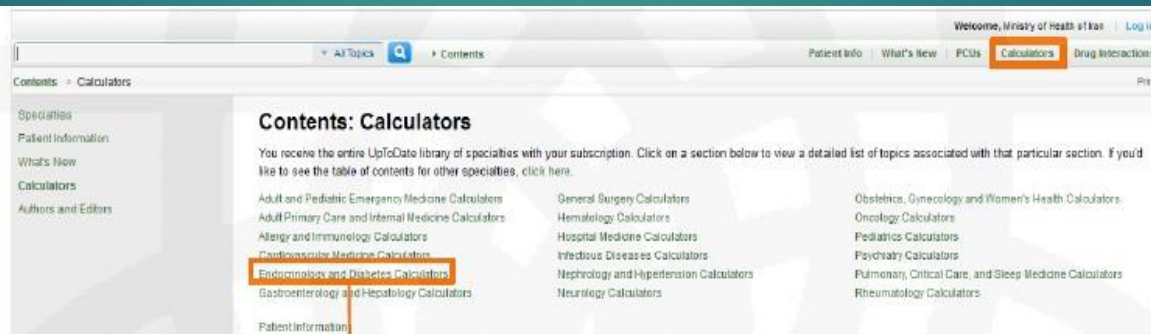 Welcome, Ministry of Health of Iran | Log in
All Topics Contents Patient Info What's New PCUs Calculators Drug Interactions
Contents > Calculators
Specialties
Patient Information
What's New
Calculators
Authors and Editors
Contents: Calculators
You receive the entire UpToDate library of specialties with your subscription. Click on a section below to view a detailed list of topics associated with that particular section. If you'd
like to see the table of contents for other specialties, click here.
Adult and Pediatric Emergency Medicine Calculators
Adult Primary Care and Internal Medicine Calculators
Allergy and Immunology Calculators
Cardiovascular Medicine Calculators
Endocrinology and Diabetes Calculators
Gastroenterology and Hepatology Calculators
General Surgery Calculators
Hematology Calculators
Hospital Medicine Calculators
Infectious Diseases Calculators
Nephrology and Hypertension Calculators
Neurology Calculators
Obstetrics, Gynecology and Women's Health Calculators
Oncology Calculators
Pediatrics Calculators
Psychiatry Calculators
Pulmonary, Critical Care, and Sleep Medicine Calculators
Rheumatology Calculators
Patient Information